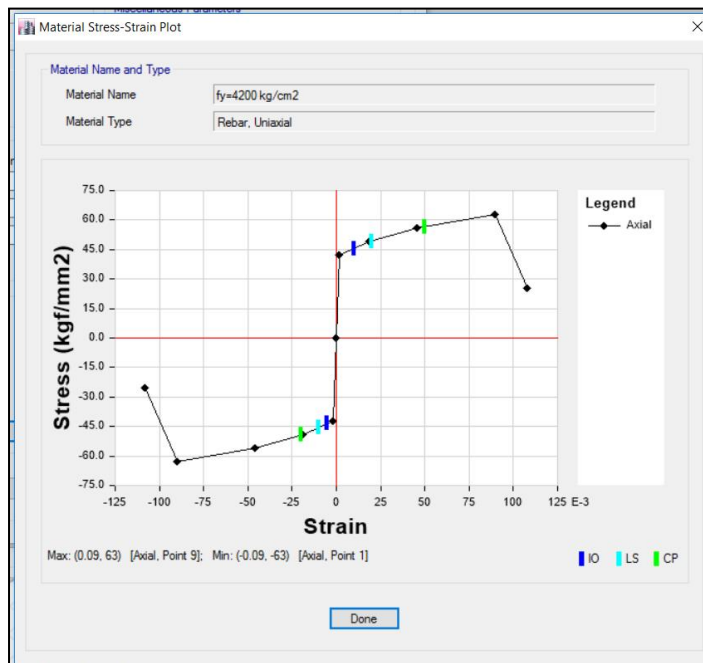 Miscellaneous Parameters
Material Stress-Strain Plot
Material Name and Type
Material Name fy=4200 kg/cm2
Material Type Rebar, Uniaxial
75.0
60.0
45.0
30.0
15.0
0.0
-15.0
-30.0
-45.0
-60.0
-75.0
Stress (kgf/mm2)
-125 -100 -75 -50 -25 0 25 50 75 100 125 E-3
Strain
Legend
Axial
Max: (0.09, 63) [Axial, Point 9]; Min: (-0.09, -63) [Axial, Point 1]
IO LS CP
Done